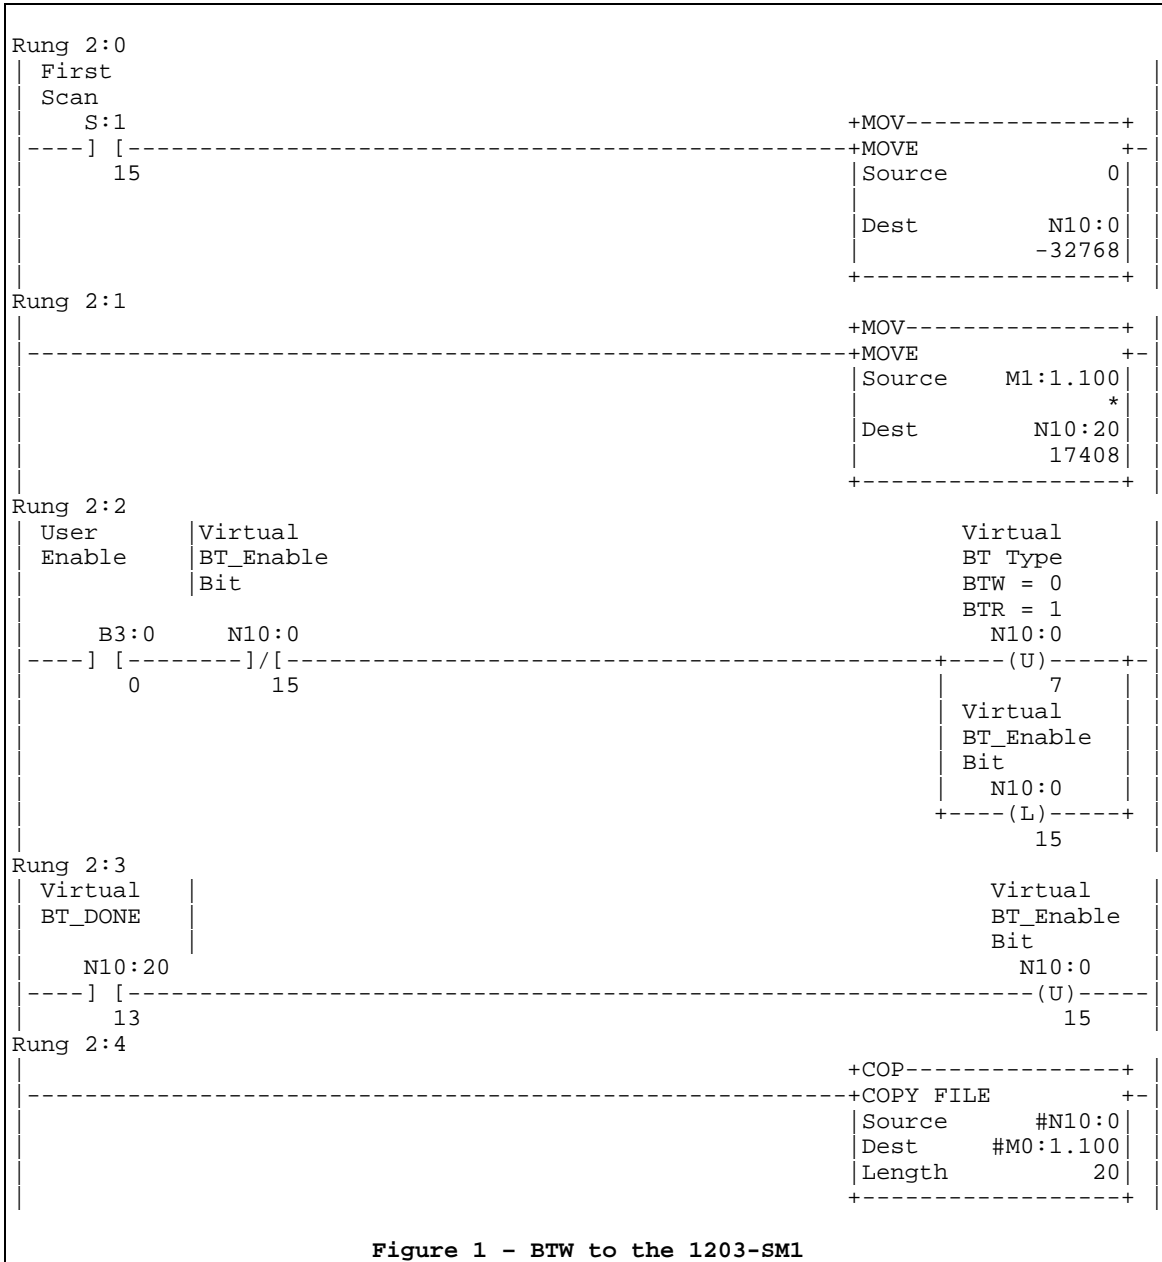 Rung 2:0
| First                                                                       |
| Scan                                                                        |
|    S:1                                                  +MOV---------------+ |
|----] [--------------------------------------------------+MOVE              +-|
|      15                                                 |Source           0| |
|                                                         |                  | |
|                                                         |Dest         N10:0| |
|                                                         |            -32768| |
|                                                         +------------------+ |
Rung 2:1
|                                                         +MOV---------------+ |
|---------------------------------------------------------+MOVE              +-|
|                                                         |Source    M1:1.100| |
|                                                         |                 *| |
|                                                         |Dest        N10:20| |
|                                                         |             17408| |
|                                                         +------------------+ |
Rung 2:2
| User      |Virtual                                             Virtual       |
| Enable    |BT_Enable                                           BT Type       |
|           |Bit                                                 BTW = 0       |
|                                                                BTR = 1       |
|     B3:0     N10:0                                               N10:0       |
|----] [--------]/[---------------------------------------------+----(U)-----+-|
|       0        15                                             |       7    | |
|                                                               | Virtual    | |
|                                                               | BT_Enable  | |
|                                                               | Bit        | |
|                                                               |   N10:0    | |
|                                                               +----(L)-----+ |
|                                                                      15      |
Rung 2:3
| Virtual   |                                                      Virtual     |
| BT_DONE   |                                                      BT_Enable   |
|           |                                                      Bit         |
|    N10:20                                                          N10:0     |
|----] [---------------------------------------------------------------(U)-----|
|      13                                                                15    |
Rung 2:4
|                                                         +COP---------------+ |
|---------------------------------------------------------+COPY FILE         +-|
|                                                         |Source      #N10:0| |
|                                                         |Dest     #M0:1.100| |
|                                                         |Length          20| |
|                                                         +------------------+ |
Figure 1 – BTW to the 1203-SM1